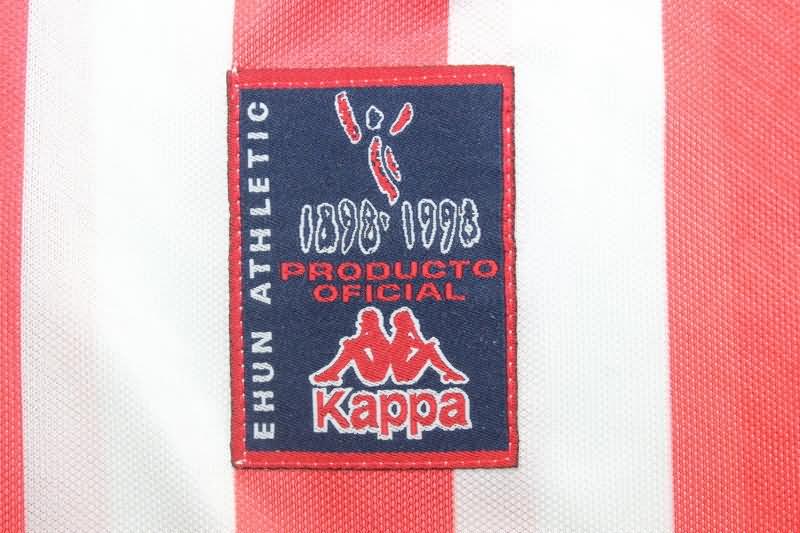 EHUN ATHLETIC
1898·1998
PRODUCTO
OFICIAL
Kappa